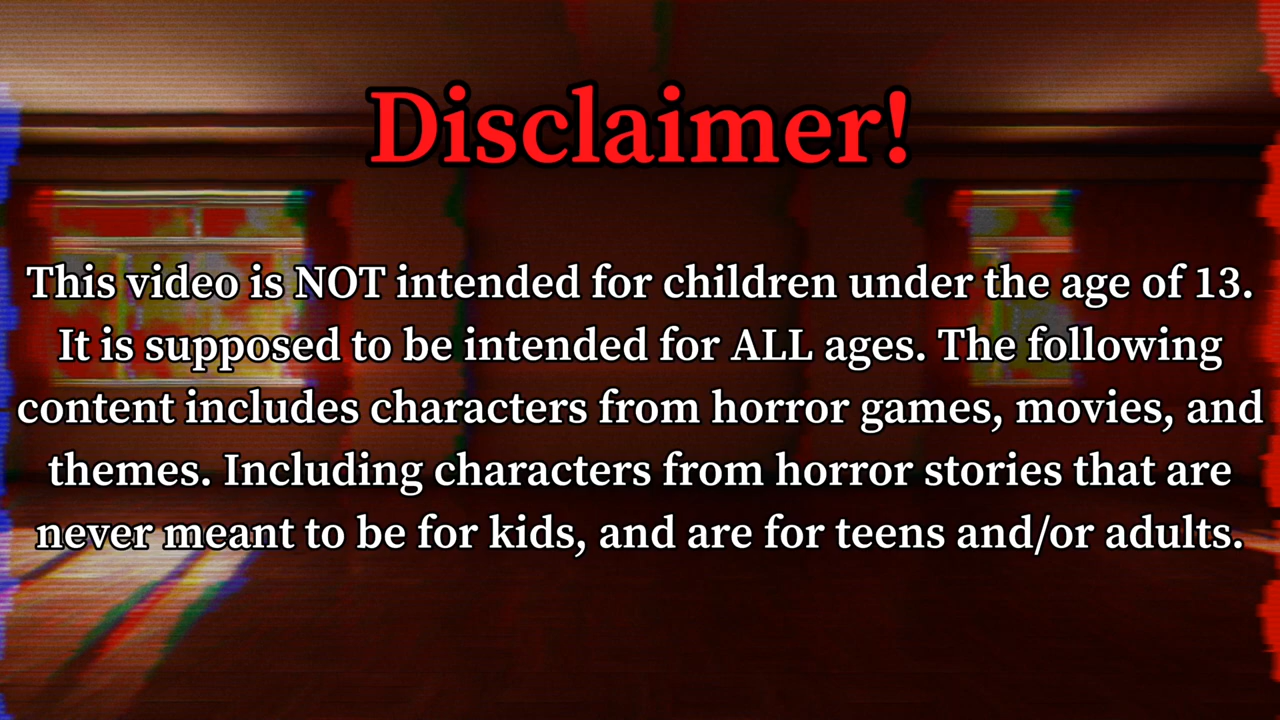 Disclaimer!
This video is NOT intended for children under the age of 13.
It is supposed to be intended for ALL ages. The following
content includes characters from horror games, movies, and
themes. Including characters from horror stories that are
never meant to be for kids, and are for teens and/or adults.